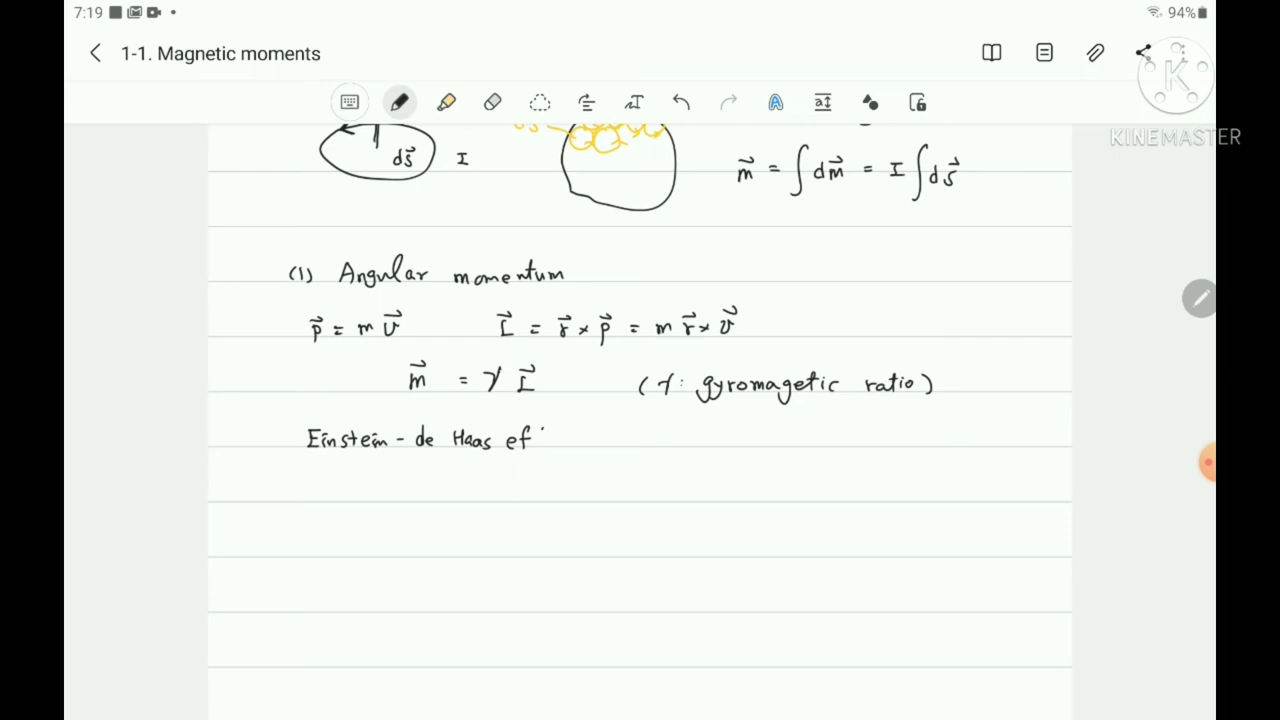 7:19 94%
1-1. Magnetic moments
KINEMASTER
ds⃗ I
m⃗ = ∫ dm⃗ = I ∫ ds⃗
(1) Angular momentum
p⃗ = m v⃗ L⃗ = r⃗ × p⃗ = m r⃗ × v⃗
m⃗ = γ L⃗ (γ: gyromagetic ratio)
Einstein - de Haas ef